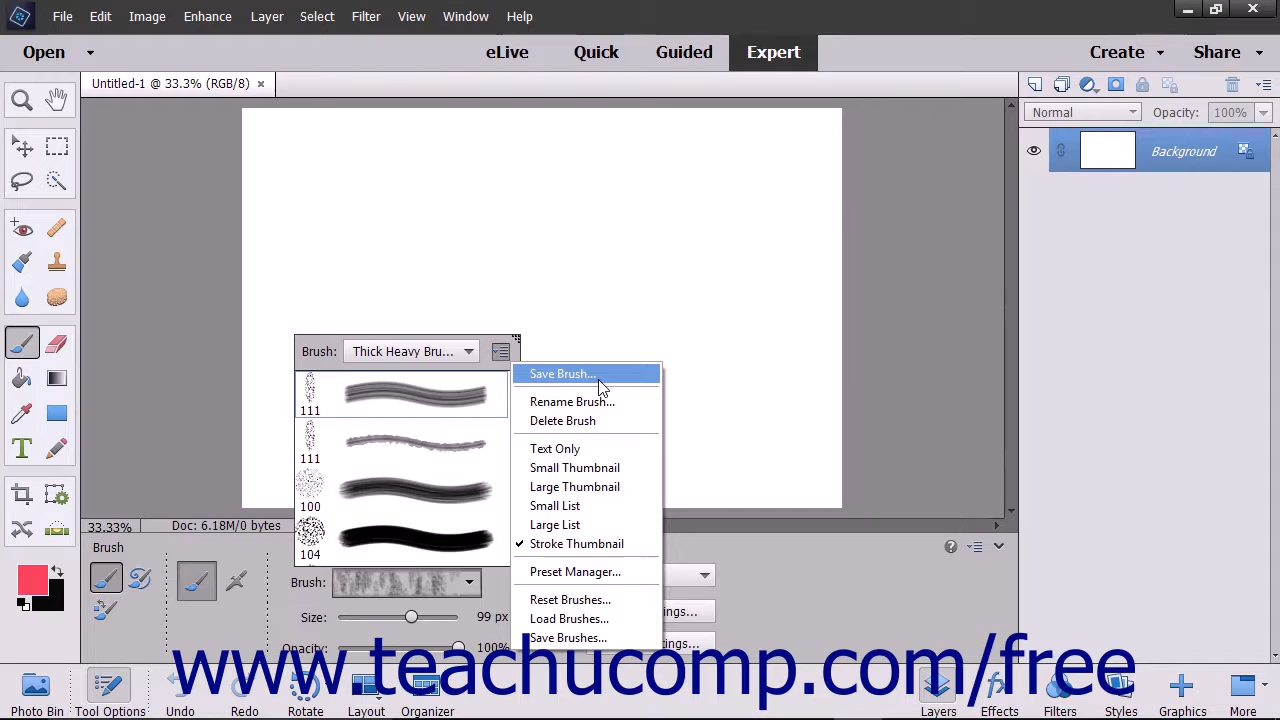 File Edit Image Enhance Layer Select Filter View Window Help
Open eLive Quick Guided Expert Create Share
Untitled-1 @ 33.3% (RGB/8) ×
Normal Opacity: 100%
Background
Brush: Thick Heavy Bru...
111
111
100
104
Save Brush...
Rename Brush...
Delete Brush
Text Only
Small Thumbnail
Large Thumbnail
Small List
Large List
Stroke Thumbnail
Preset Manager...
Reset Brushes...
Load Brushes...
Save Brushes...
33.33% Doc: 6.18M/0 bytes
Brush
Brush:
Size: 99 px ings...
Opacity: 100% ings...
www.teachucomp.com/free
Photo Bin Tool Options Undo Redo Rotate Layout Organizer Layers Effects Filters Styles Graphics More